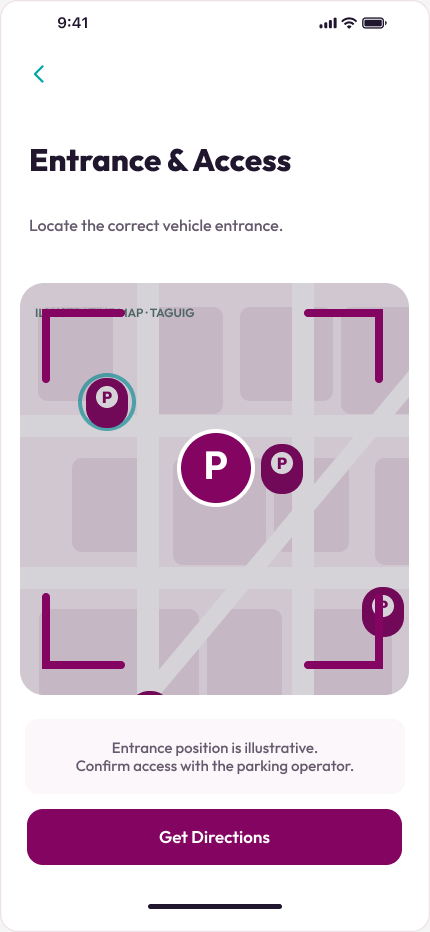 9:41
Entrance & Access
Locate the correct vehicle entrance.
MAP · TAGUIG
P
P
P
P
Entrance position is illustrative.
Confirm access with the parking operator.
Get Directions